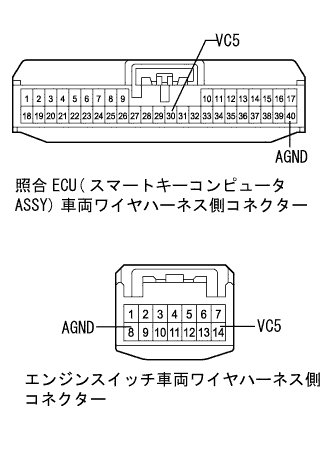 VC5
1 2 3 4 5 6 7 8 9 10 11 12 13 14 15 16 17
18 19 20 21 22 23 24 25 26 27 28 29 30 31 32 33 34 35 36 37 38 39 40
AGND
照合 ECU( スマートキーコンピュータ
ASSY) 車両ワイヤハーネス側コネクター
1 2 3 4 5 6 7
AGND 8 9 10 11 12 13 14 VC5
エンジンスイッチ車両ワイヤハーネス側
コネクター